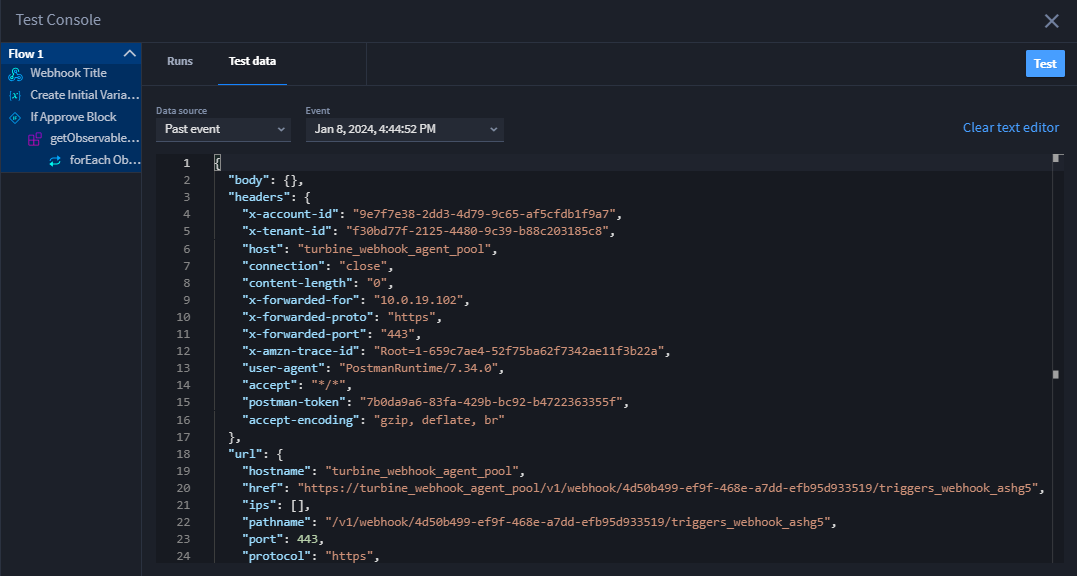 Test Console
Flow 1
Webhook Title
Create Initial Varia...
If Approve Block
getObservable...
forEach Ob...
Runs
Test data
Test
Data source
Past event
Event
Jan 8, 2024, 4:44:52 PM
Clear text editor
1 {
2 "body": {},
3 "headers": {
4 "x-account-id": "9e7f7e38-2dd3-4d79-9c65-af5cfdb1f9a7",
5 "x-tenant-id": "f30bd77f-2125-4480-9c39-b88c203185c8",
6 "host": "turbine_webhook_agent_pool",
7 "connection": "close",
8 "content-length": "0",
9 "x-forwarded-for": "10.0.19.102",
10 "x-forwarded-proto": "https",
11 "x-forwarded-port": "443",
12 "x-amzn-trace-id": "Root=1-659c7ae4-52f75ba62f7342ae11f3b22a",
13 "user-agent": "PostmanRuntime/7.34.0",
14 "accept": "*/*",
15 "postman-token": "7b0da9a6-83fa-429b-bc92-b4722363355f",
16 "accept-encoding": "gzip, deflate, br"
17 },
18 "url": {
19 "hostname": "turbine_webhook_agent_pool",
20 "href": "https://turbine_webhook_agent_pool/v1/webhook/4d50b499-ef9f-468e-a7dd-efb95d933519/triggers_webhook_ashg5",
21 "ips": [],
22 "pathname": "/v1/webhook/4d50b499-ef9f-468e-a7dd-efb95d933519/triggers_webhook_ashg5",
23 "port": 443,
24 "protocol": "https",